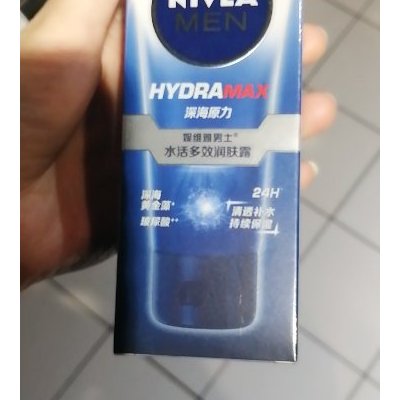 NIVEA
MEN
HYDRAMAX
深海原力
妮维雅男士®
水活多效润肤露
深海
黄金藻*
玻尿酸**
24H
清透补水
持续保湿